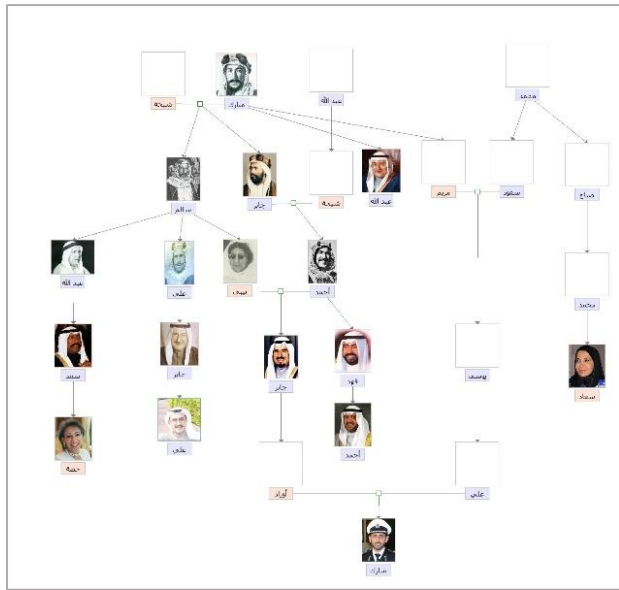 محمد
عبد الله
مبارك
شيخة
صباح
سعود
مريم
عبد الله
شيخة
جابر
سالم
محمد
أحمد
بيبي
علي
عبد الله
سعاد
يوسف
فهد
جابر
جابر
سعد
أحمد
علي
حصة
علي
أوراد
مبارك